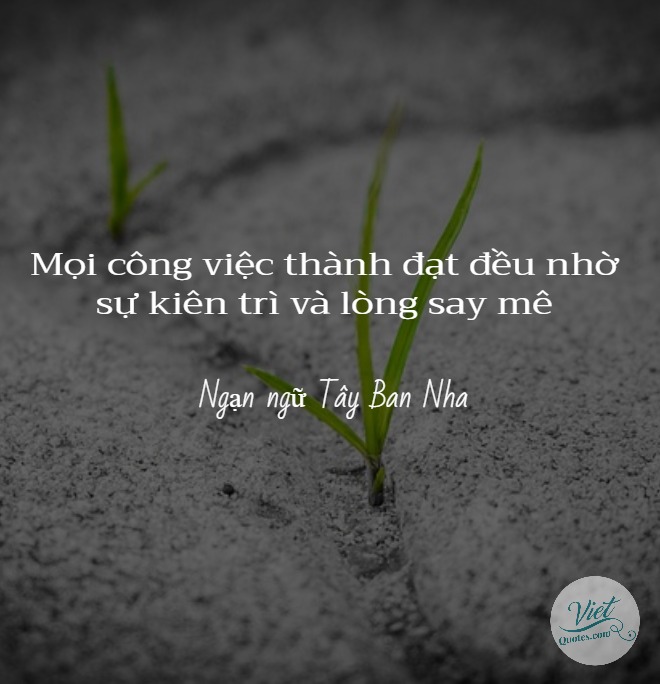 Mọi công việc thành đạt đều nhờ
sự kiên trì và lòng say mê
Ngạn ngữ Tây Ban Nha
Việt
Quotes.com